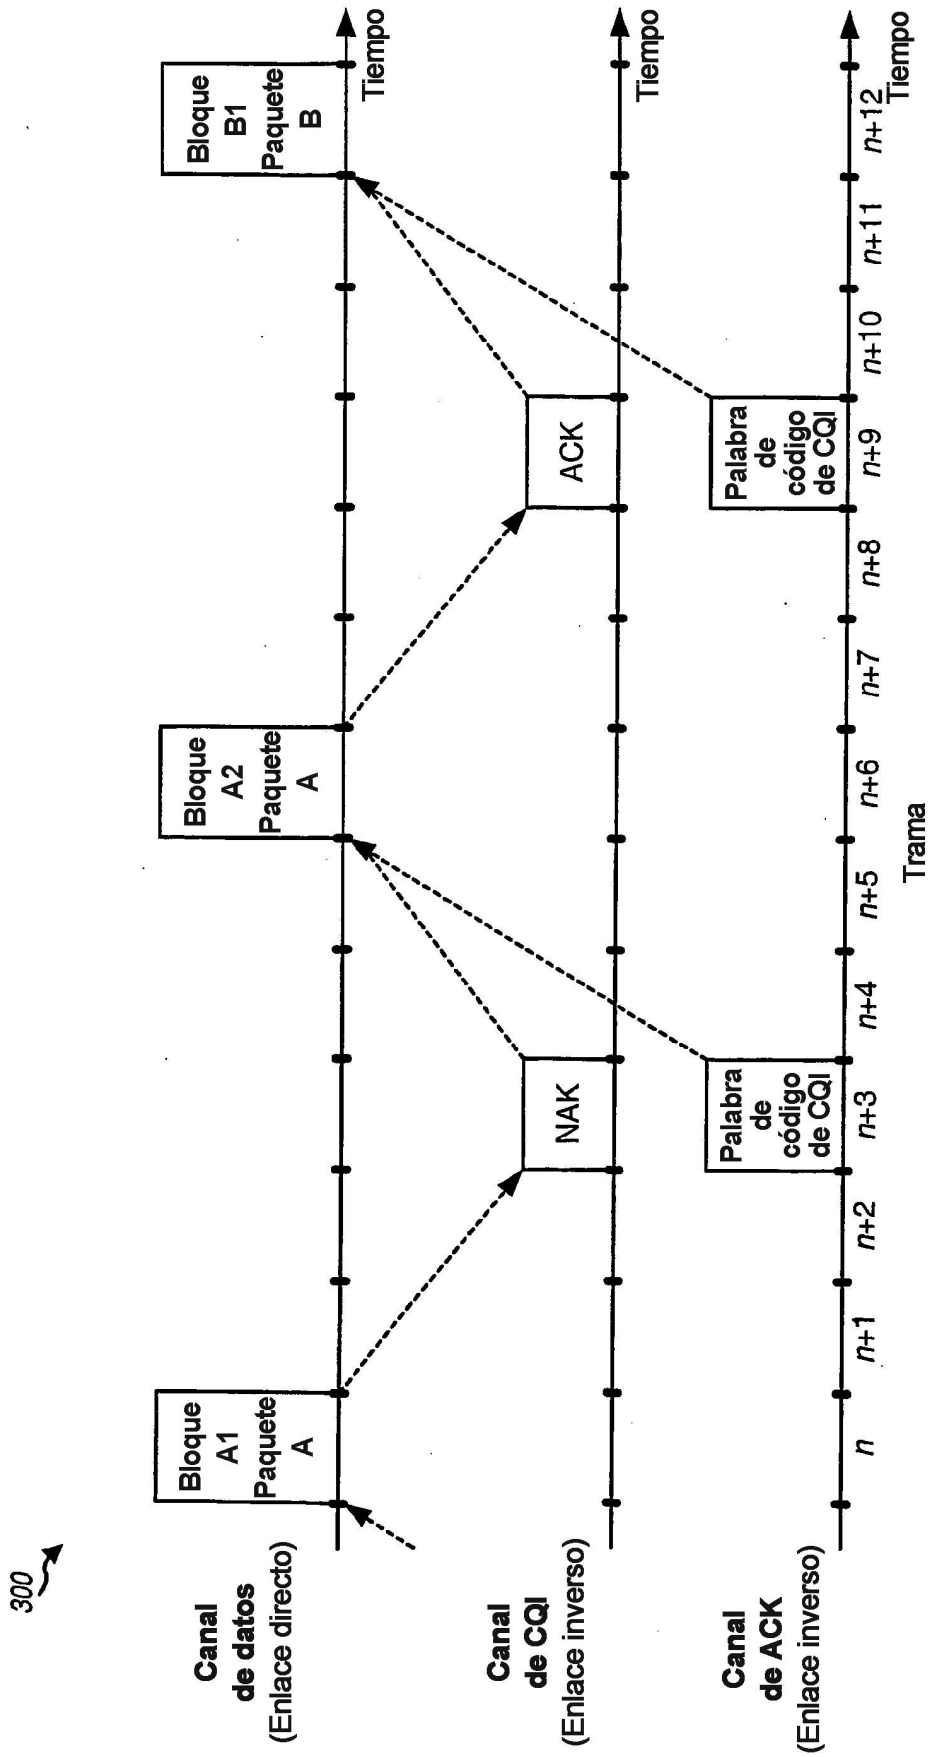 300
Canal
de datos
(Enlace directo)
Bloque
A1
Paquete
A
Bloque
A2
Paquete
A
Bloque
B1
Paquete
B
Tiempo
Canal
de CQI
(Enlace inverso)
NAK
ACK
Tiempo
Canal
de ACK
(Enlace inverso)
Palabra
de
código
de CQI
Palabra
de
código
de CQI
Tiempo
n
n+1
n+2
n+3
n+4
n+5
n+6
n+7
n+8
n+9
n+10
n+11
n+12
Trama